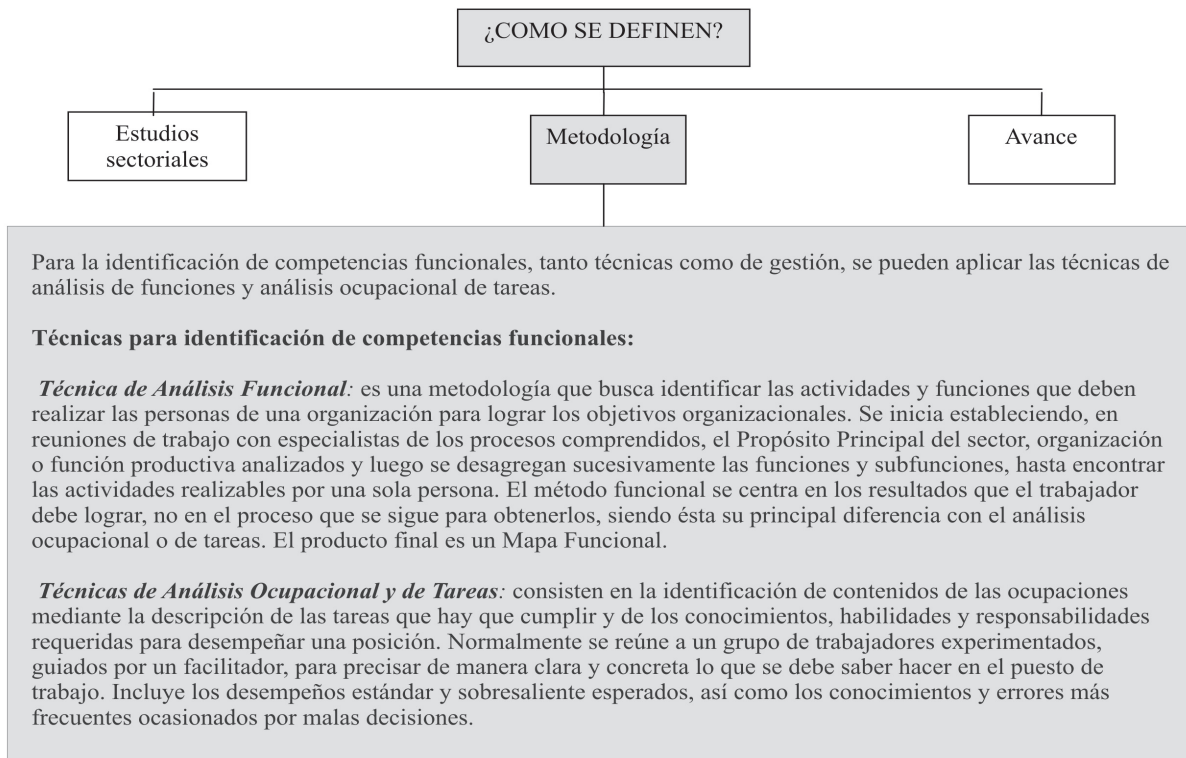 ¿COMO SE DEFINEN?
Estudios
sectoriales
Metodología
Avance
Para la identificación de competencias funcionales, tanto técnicas como de gestión, se pueden aplicar las técnicas de
análisis de funciones y análisis ocupacional de tareas.
Técnicas para identificación de competencias funcionales:
Técnica de Análisis Funcional: es una metodología que busca identificar las actividades y funciones que deben
realizar las personas de una organización para lograr los objetivos organizacionales. Se inicia estableciendo, en
reuniones de trabajo con especialistas de los procesos comprendidos, el Propósito Principal del sector, organización
o función productiva analizados y luego se desagregan sucesivamente las funciones y subfunciones, hasta encontrar
las actividades realizables por una sola persona. El método funcional se centra en los resultados que el trabajador
debe lograr, no en el proceso que se sigue para obtenerlos, siendo ésta su principal diferencia con el análisis
ocupacional o de tareas. El producto final es un Mapa Funcional.
Técnicas de Análisis Ocupacional y de Tareas: consisten en la identificación de contenidos de las ocupaciones
mediante la descripción de las tareas que hay que cumplir y de los conocimientos, habilidades y responsabilidades
requeridas para desempeñar una posición. Normalmente se reúne a un grupo de trabajadores experimentados,
guiados por un facilitador, para precisar de manera clara y concreta lo que se debe saber hacer en el puesto de
trabajo. Incluye los desempeños estándar y sobresaliente esperados, así como los conocimientos y errores más
frecuentes ocasionados por malas decisiones.